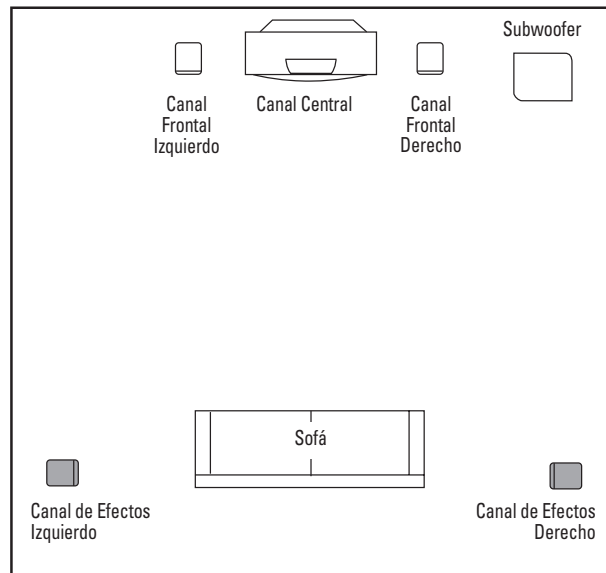 Subwoofer
Canal
Frontal
Izquierdo
Canal Central
Canal
Frontal
Derecho
Sofá
Canal de Efectos
Izquierdo
Canal de Efectos
Derecho